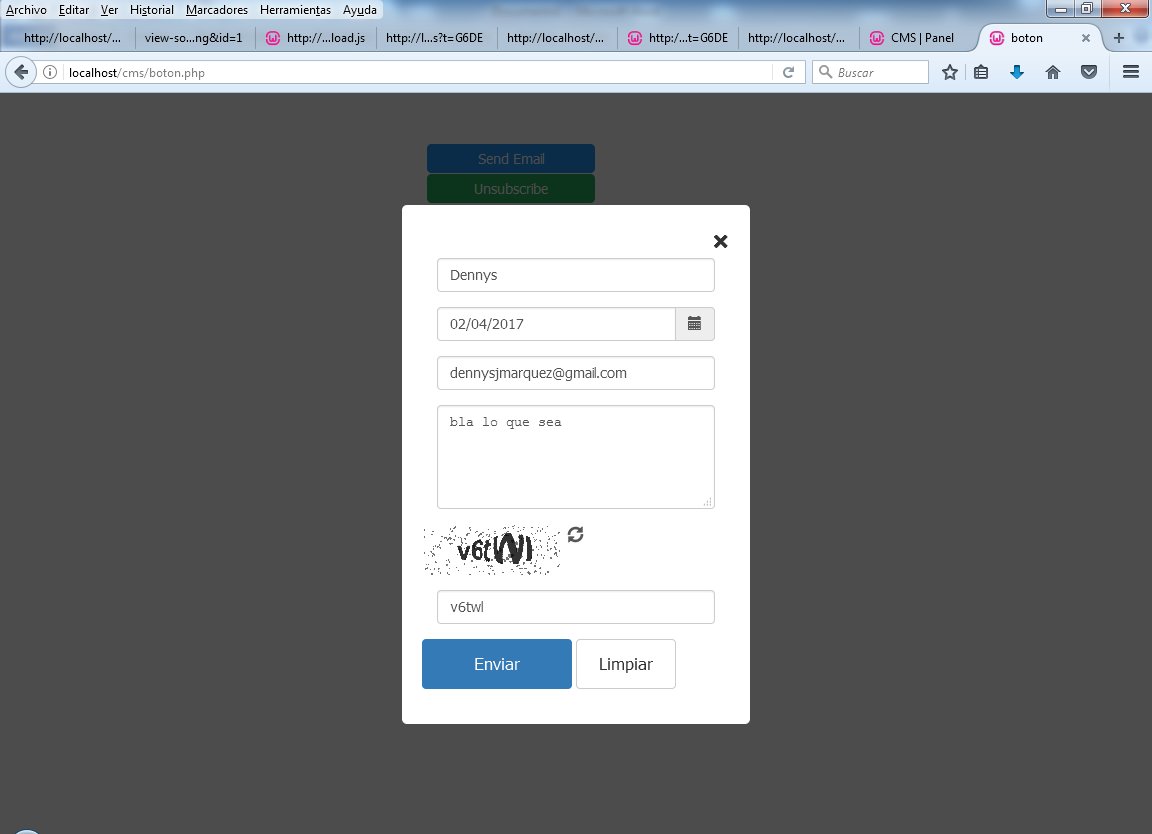 Archivo Editar Ver Historial Marcadores Herramientas Ayuda
http://localhost/... view-so...ng&id=1 http://...load.js http://l...s?t=G6DE http://localhost/... http:/...t=G6DE http://localhost/... CMS | Panel boton
localhost/cms/boton.php Buscar
Send Email
Unsubscribe
Dennys
02/04/2017
dennysjmarquez@gmail.com
bla lo que sea
v6tWl
v6twl
Enviar Limpiar